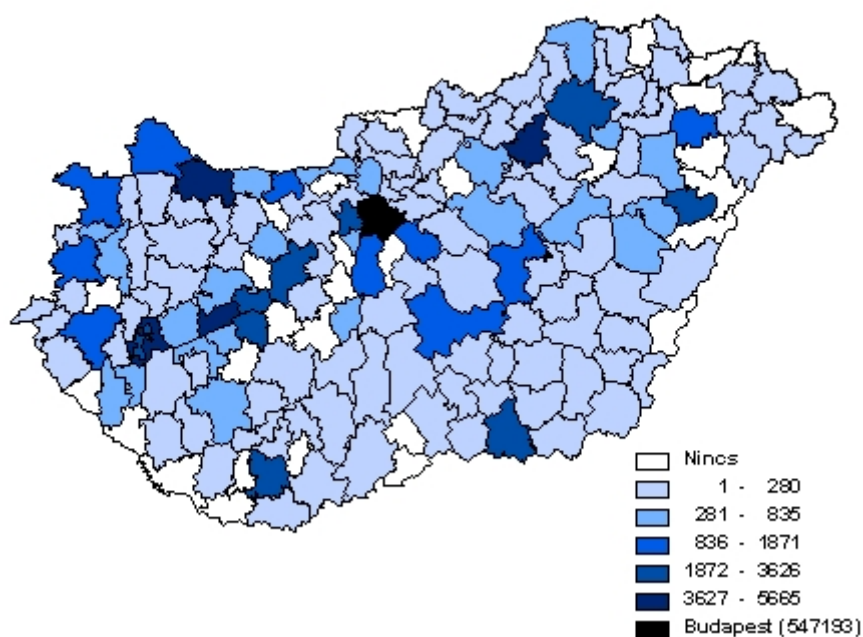 Nincs
1 - 280
281 - 835
836 - 1871
1872 - 3626
3627 - 5665
Budapest (547193)